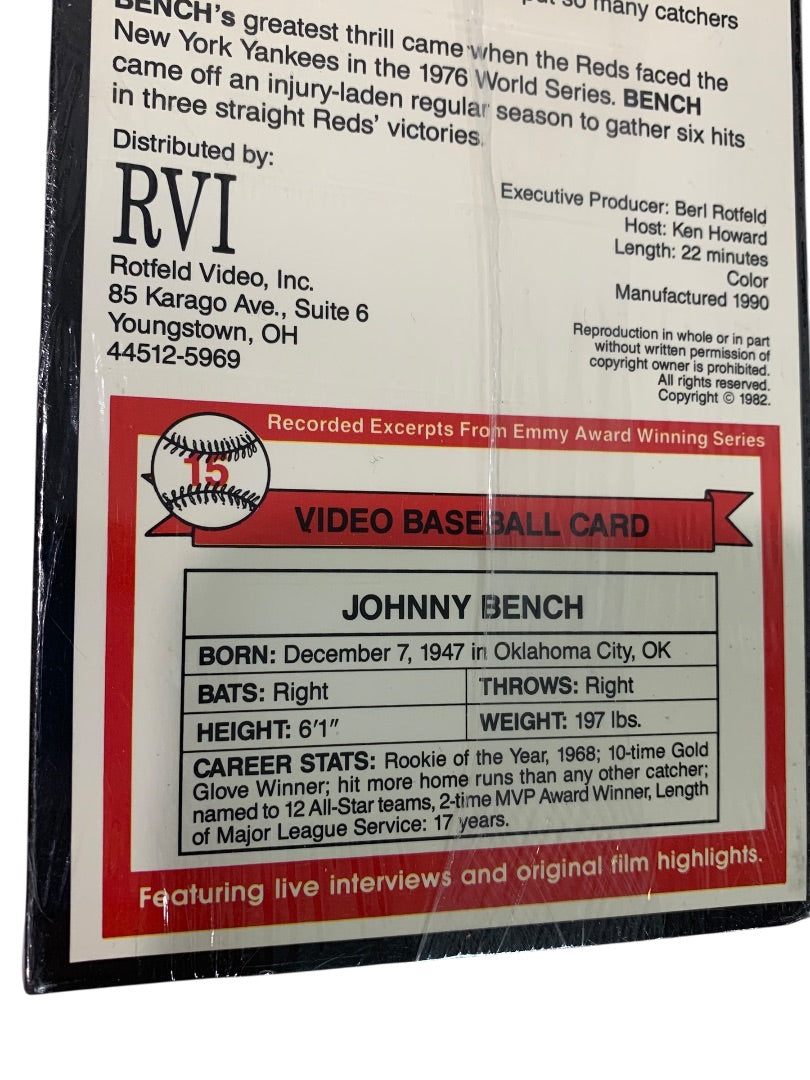 so many catchers
BENCH's greatest thrill came when the Reds faced the
New York Yankees in the 1976 World Series. BENCH
came off an injury-laden regular season to gather six hits
in three straight Reds' victories.
Distributed by:
RVI
Rotfeld Video, Inc.
85 Karago Ave., Suite 6
Youngstown, OH
44512-5969
Executive Producer: Berl Rotfeld
Host: Ken Howard
Length: 22 minutes
Color
Manufactured 1990
Reproduction in whole or in part
without written permission of
copyright owner is prohibited.
All rights reserved.
Copyright © 1982.
Recorded Excerpts From Emmy Award Winning Series
15
VIDEO BASEBALL CARD
JOHNNY BENCH
BORN: December 7, 1947 in Oklahoma City, OK
BATS: Right
THROWS: Right
HEIGHT: 6'1"
WEIGHT: 197 lbs.
CAREER STATS: Rookie of the Year, 1968; 10-time Gold
Glove Winner; hit more home runs than any other catcher;
named to 12 All-Star teams, 2-time MVP Award Winner, Length
of Major League Service: 17 years.
Featuring live interviews and original film highlights.